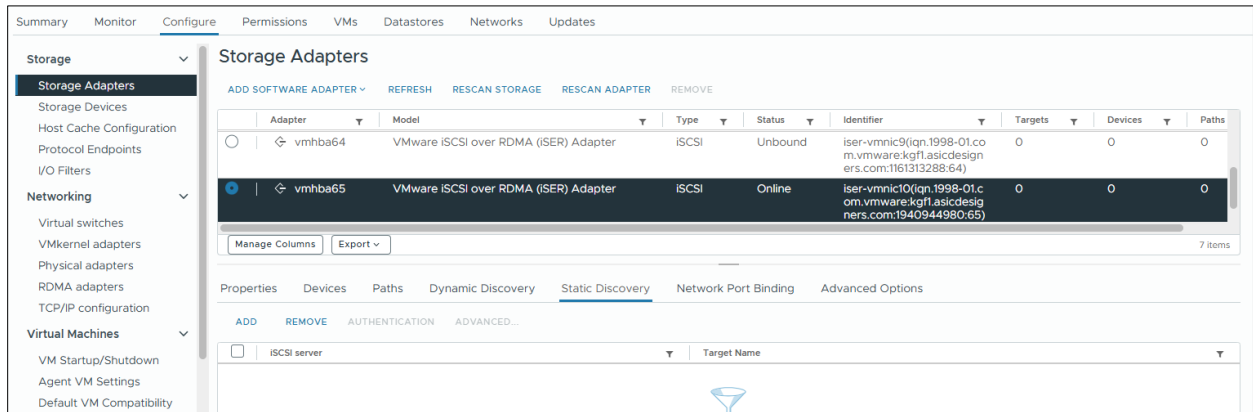 Summary Monitor Configure Permissions VMs Datastores Networks Updates
Storage
Storage Adapters
Storage Devices
Host Cache Configuration
Protocol Endpoints
I/O Filters
Networking
Virtual switches
VMkernel adapters
Physical adapters
RDMA adapters
TCP/IP configuration
Virtual Machines
VM Startup/Shutdown
Agent VM Settings
Default VM Compatibility
Storage Adapters
ADD SOFTWARE ADAPTER REFRESH RESCAN STORAGE RESCAN ADAPTER REMOVE
Adapter Model Type Status Identifier Targets Devices Paths
vmhba64 VMware iSCSI over RDMA (iSER) Adapter iSCSI Unbound iser-vmnic9(iqn.1998-01.co 0 0 0
m.vmware:kgf1.asicdesign
ers.com:1161313288:64)
vmhba65 VMware iSCSI over RDMA (iSER) Adapter iSCSI Online iser-vmnic10(iqn.1998-01.c 0 0 0
om.vmware:kgf1.asicdesig
ners.com:1940944980:65)
Manage Columns Export 7 items
Properties Devices Paths Dynamic Discovery Static Discovery Network Port Binding Advanced Options
ADD REMOVE AUTHENTICATION ADVANCED...
iSCSI server Target Name